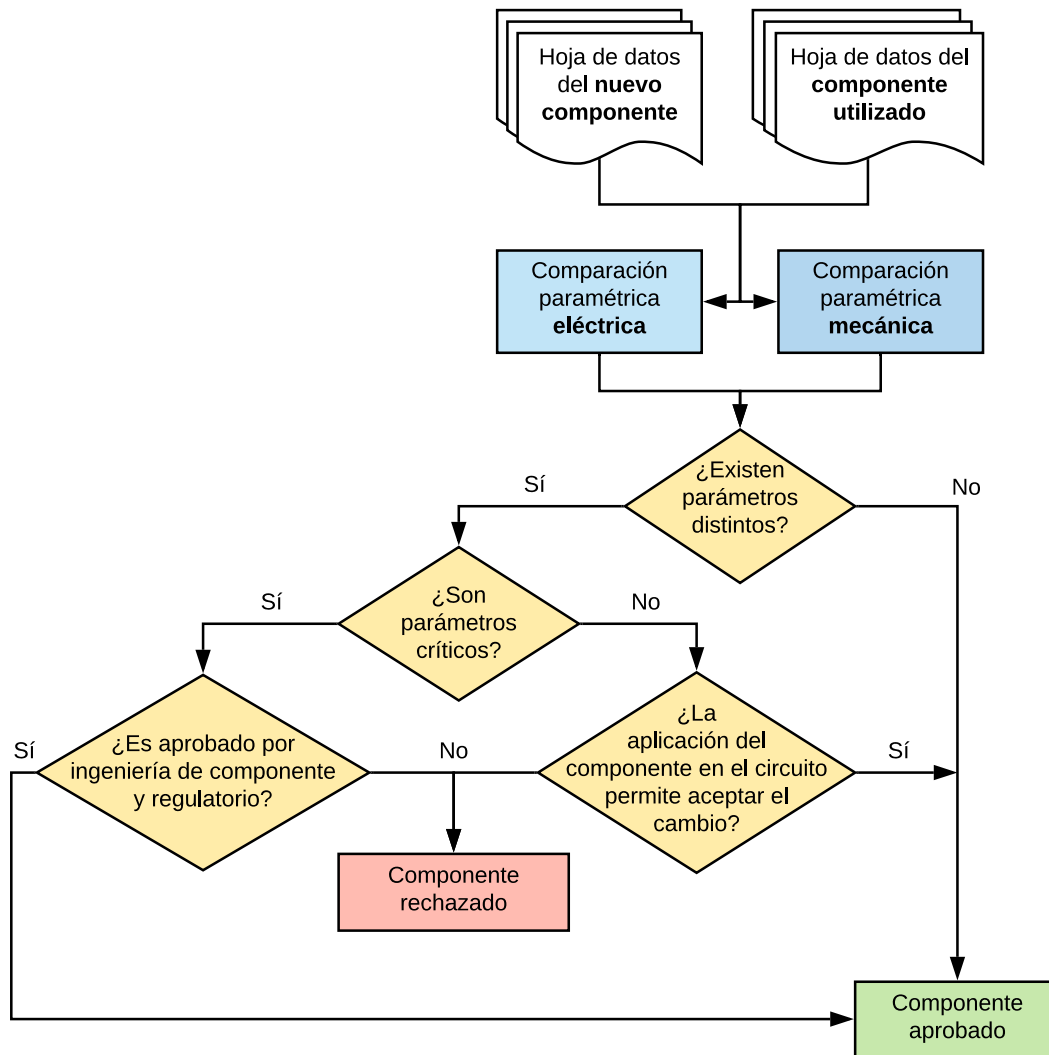 Hoja de datos
del nuevo
componente
Hoja de datos del
componente
utilizado
Comparación
paramétrica
eléctrica
Comparación
paramétrica
mecánica
¿Existen
parámetros
distintos?
Sí
No
¿Son
parámetros
críticos?
Sí
No
¿Es aprobado por
ingeniería de componente
y regulatorio?
Sí
No
¿La
aplicación del
componente en el circuito
permite aceptar el
cambio?
Sí
Componente
rechazado
Componente
aprobado